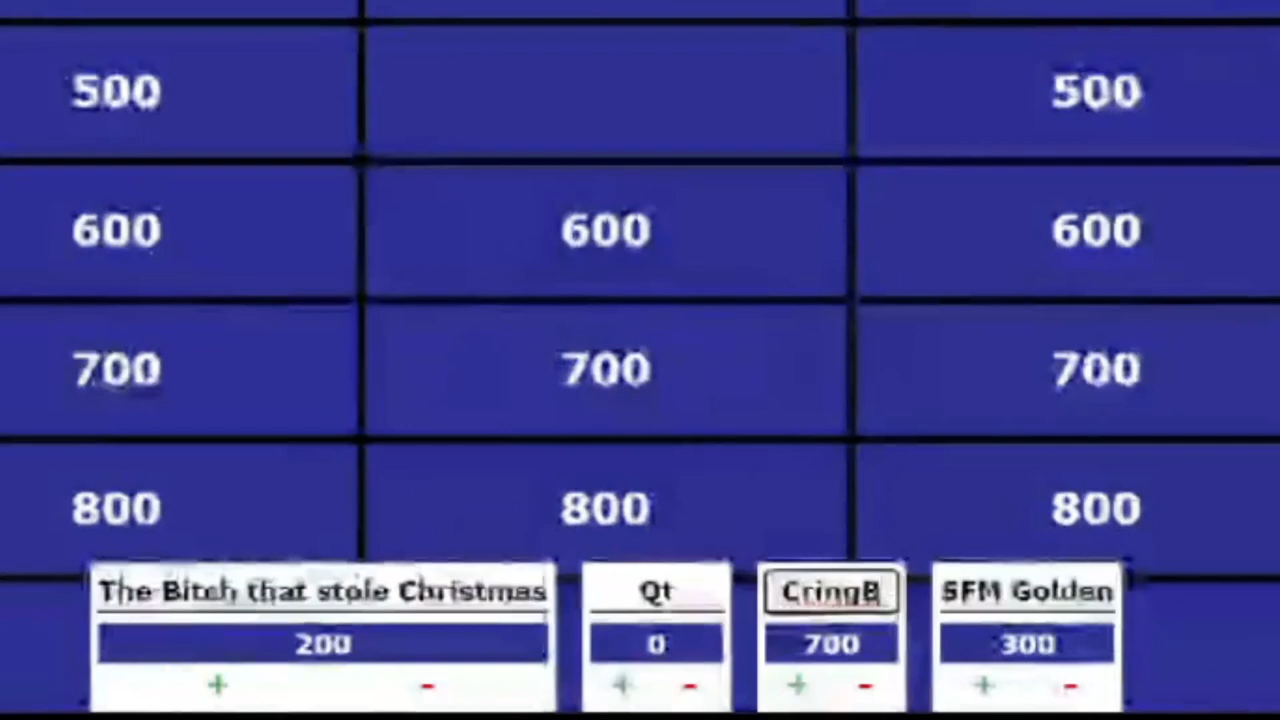 500 500
600 600 600
700 700 700
800 800 800
The Bitch that stole Christmas Qt CringB SFM Golden
200 0 700 300
+ - + - + - + -